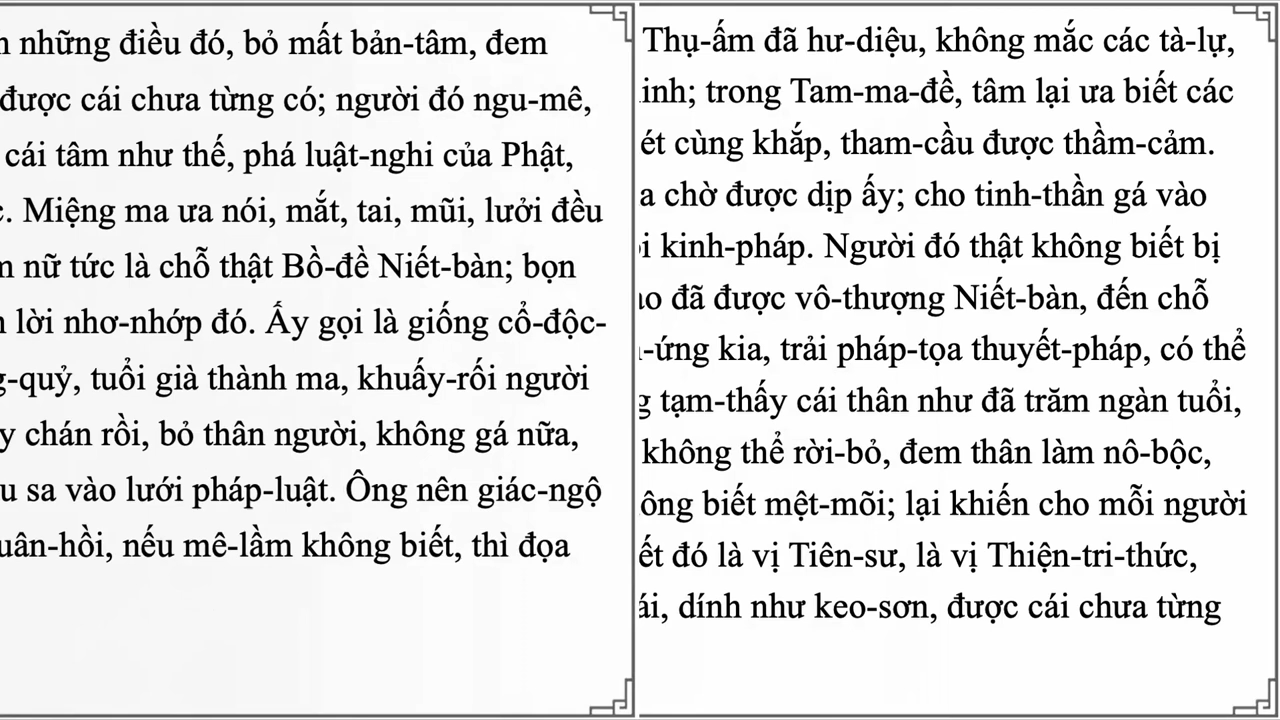 những điều đó, bỏ mất bản-tâm, đem
được cái chưa từng có; người đó ngu-mê,
cái tâm như thế, phá luật-nghi của Phật,
Miệng ma ưa nói, mắt, tai, mũi, lưỡi đều
nữ tức là chỗ thật Bồ-đề Niết-bàn; bọn
lời nhơ-nhớp đó. Ấy gọi là giống cổ-độc-
-quỷ, tuổi già thành ma, khuấy-rối người
chán rồi, bỏ thân người, không gá nữa,
sa vào lưới pháp-luật. Ông nên giác-ngộ
uân-hồi, nếu mê-lầm không biết, thì đọa
Thụ-ấm đã hư-diệu, không mắc các tà-lự,
inh; trong Tam-ma-đề, tâm lại ưa biết các
ét cùng khắp, tham-cầu được thầm-cảm.
a chờ được dịp ấy; cho tinh-thần gá vào
kinh-pháp. Người đó thật không biết bị
đã được vô-thượng Niết-bàn, đến chỗ
-ứng kia, trải pháp-tọa thuyết-pháp, có thể
tạm-thấy cái thân như đã trăm ngàn tuổi,
không thể rời-bỏ, đem thân làm nô-bộc,
ông biết mệt-mõi; lại khiến cho mỗi người
ết đó là vị Tiên-sư, là vị Thiện-tri-thức,
ái, dính như keo-sơn, được cái chưa từng